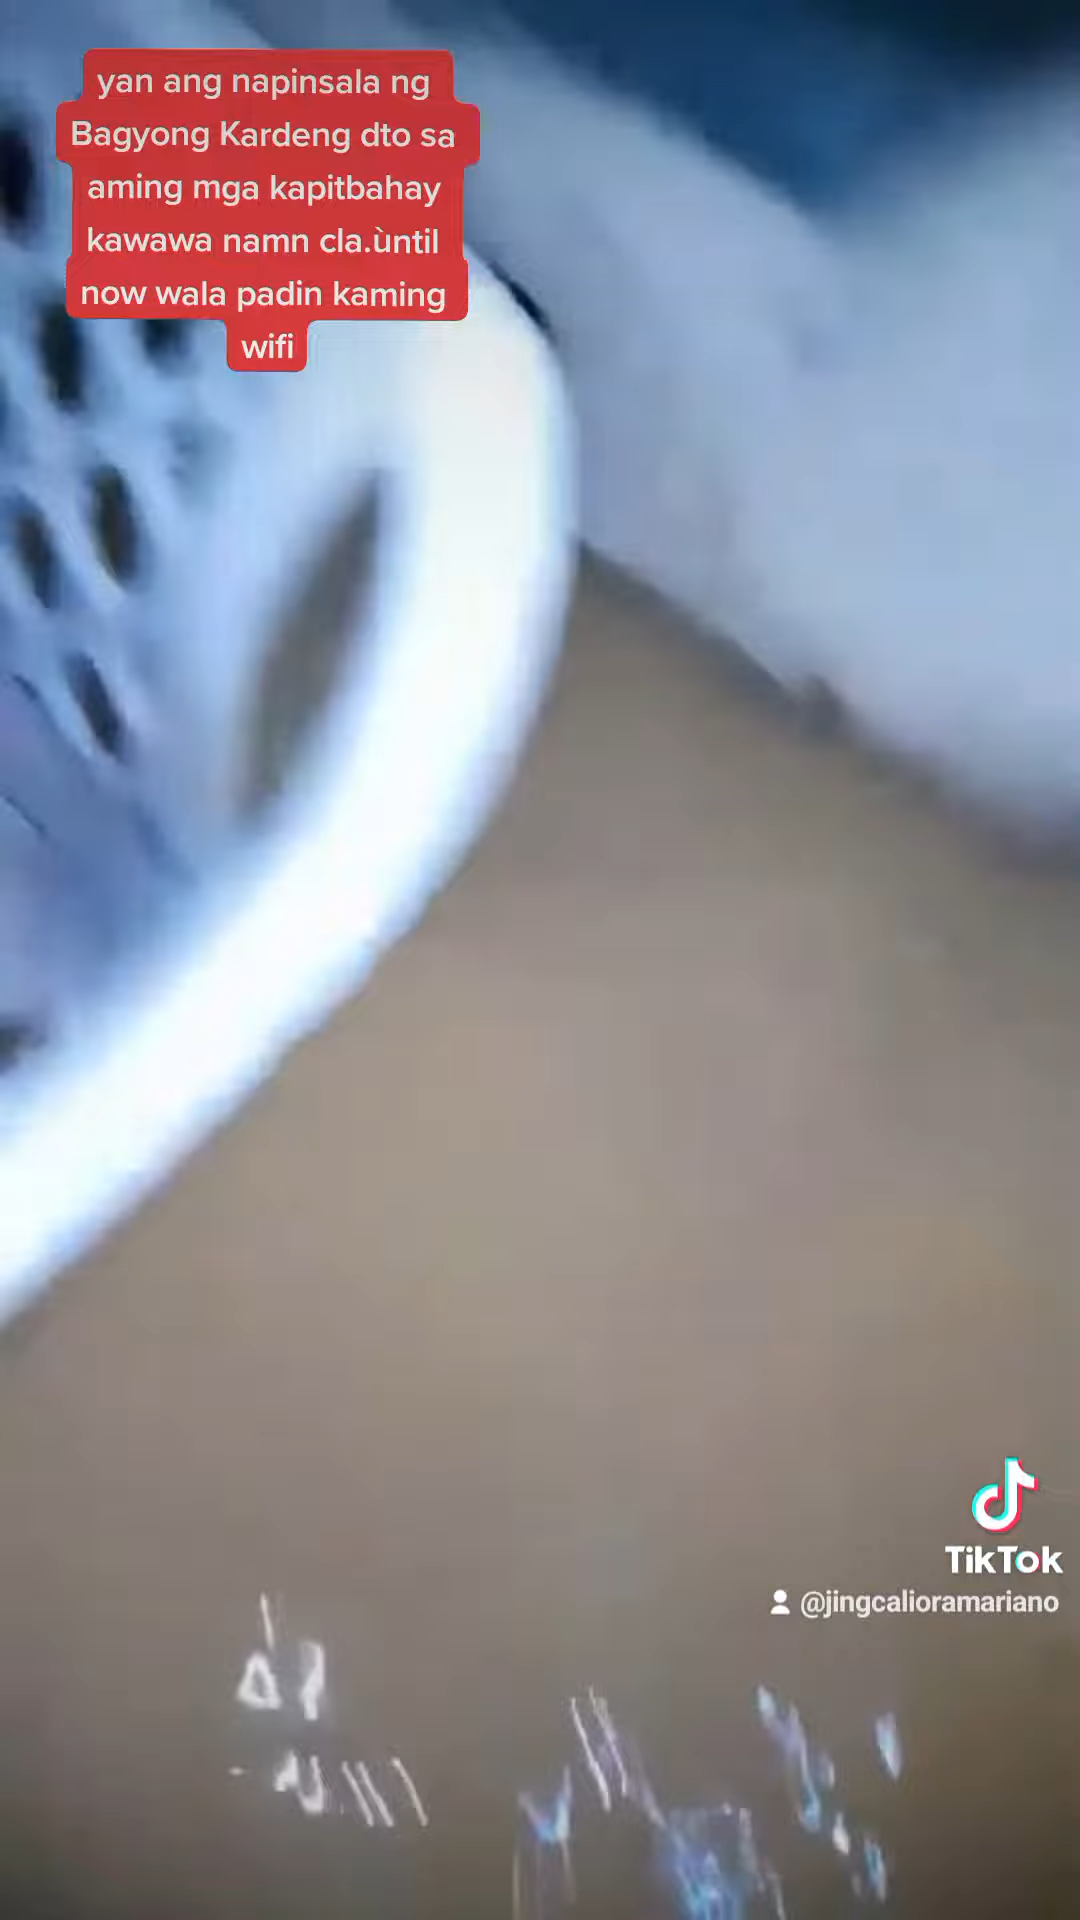 yan ang napinsala ng
Bagyong Kardeng dto sa
aming mga kapitbahay
kawawa namn cla.ùntil
now wala padin kaming
wifi
TikTok
@jingcalioramariano